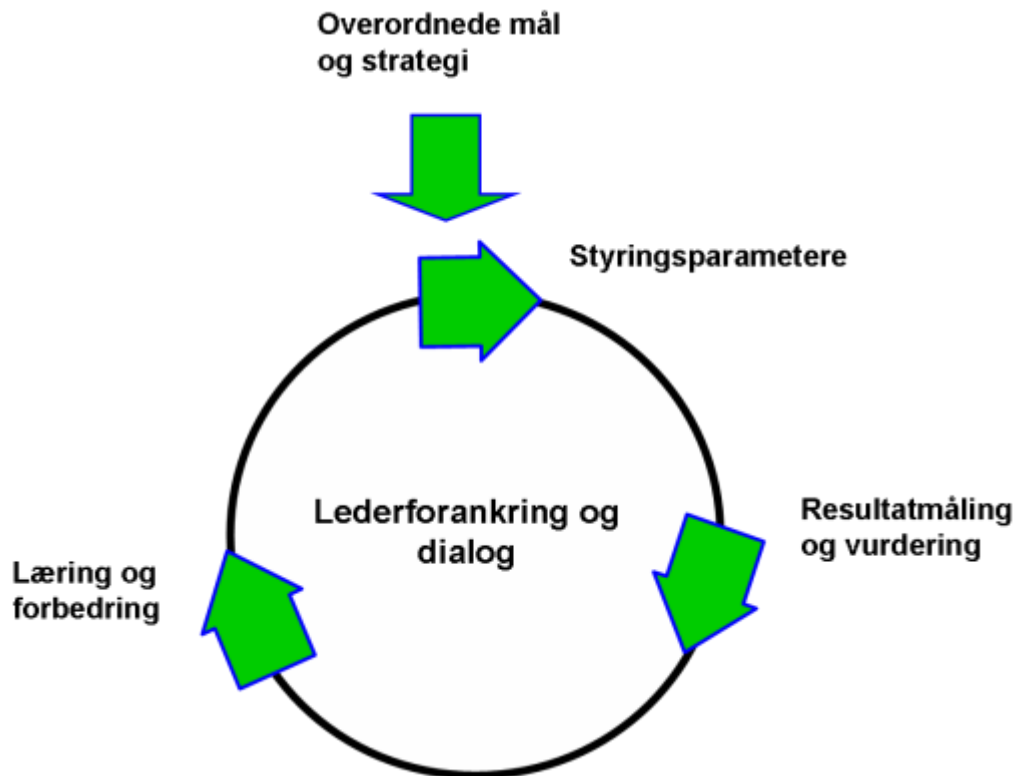 Overordnede mål
og strategi
Styringsparametere
Lederforankring og
dialog
Resultatmåling
og vurdering
Læring og
forbedring